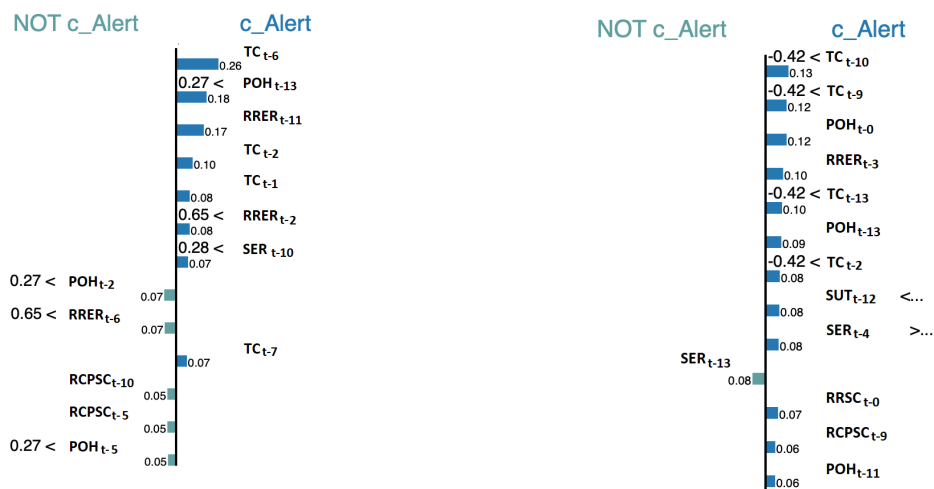 NOT c_Alert c_Alert
TC t-6
0.26
0.27 < POH t-13
0.18
RRER t-11
0.17
TC t-2
0.10
TC t-1
0.08
0.65 < RRER t-2
0.08
0.28 < SER t-10
0.07
0.27 < POH t-2
0.07
0.65 < RRER t-6
0.07
TC t-7
0.07
RCPSC t-10
0.05
RCPSC t-5
0.05
0.27 < POH t-5
0.05
NOT c_Alert c_Alert
-0.42 < TC t-10
0.13
-0.42 < TC t-9
0.12
POH t-0
0.12
RRER t-3
0.10
-0.42 < TC t-13
0.10
POH t-13
0.09
-0.42 < TC t-2
0.08
SUT t-12 <...
0.08
SER t-4 >...
0.08
SER t-13
0.08
RRSC t-0
0.07
RCPSC t-9
0.06
POH t-11
0.06